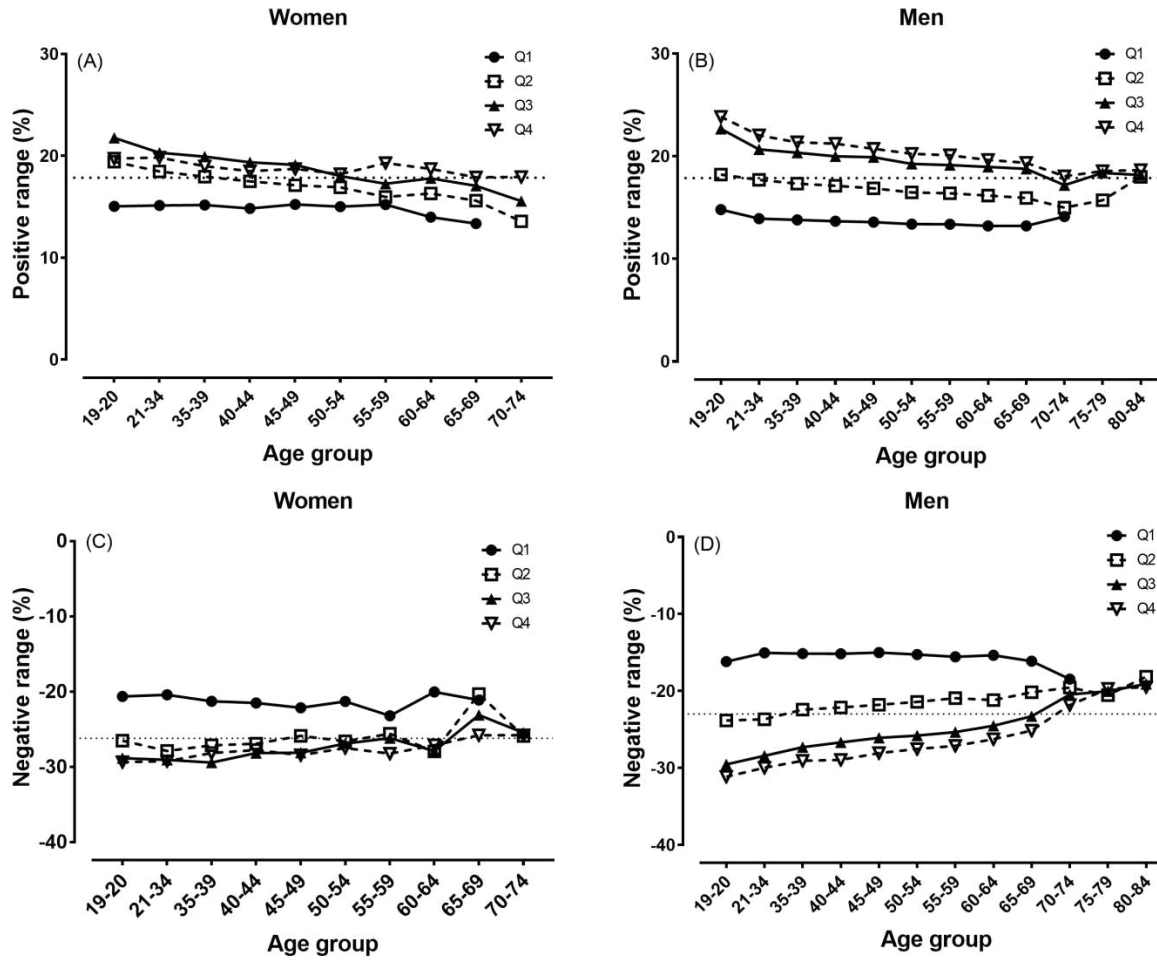 Women
(A)
Q1
Q2
Q3
Q4
Positive range (%)
30
20
10
0
19-20
21-34
35-39
40-44
45-49
50-54
55-59
60-64
65-69
70-74
Age group
Men
(B)
Q1
Q2
Q3
Q4
Positive range (%)
30
20
10
0
19-20
21-34
35-39
40-44
45-49
50-54
55-59
60-64
65-69
70-74
75-79
80-84
Age group
Women
(C)
Q1
Q2
Q3
Q4
Negative range (%)
0
-10
-20
-30
-40
19-20
21-34
35-39
40-44
45-49
50-54
55-59
60-64
65-69
70-74
Age group
Men
(D)
Q1
Q2
Q3
Q4
Negative range (%)
0
-10
-20
-30
-40
19-20
21-34
35-39
40-44
45-49
50-54
55-59
60-64
65-69
70-74
75-79
80-84
Age group